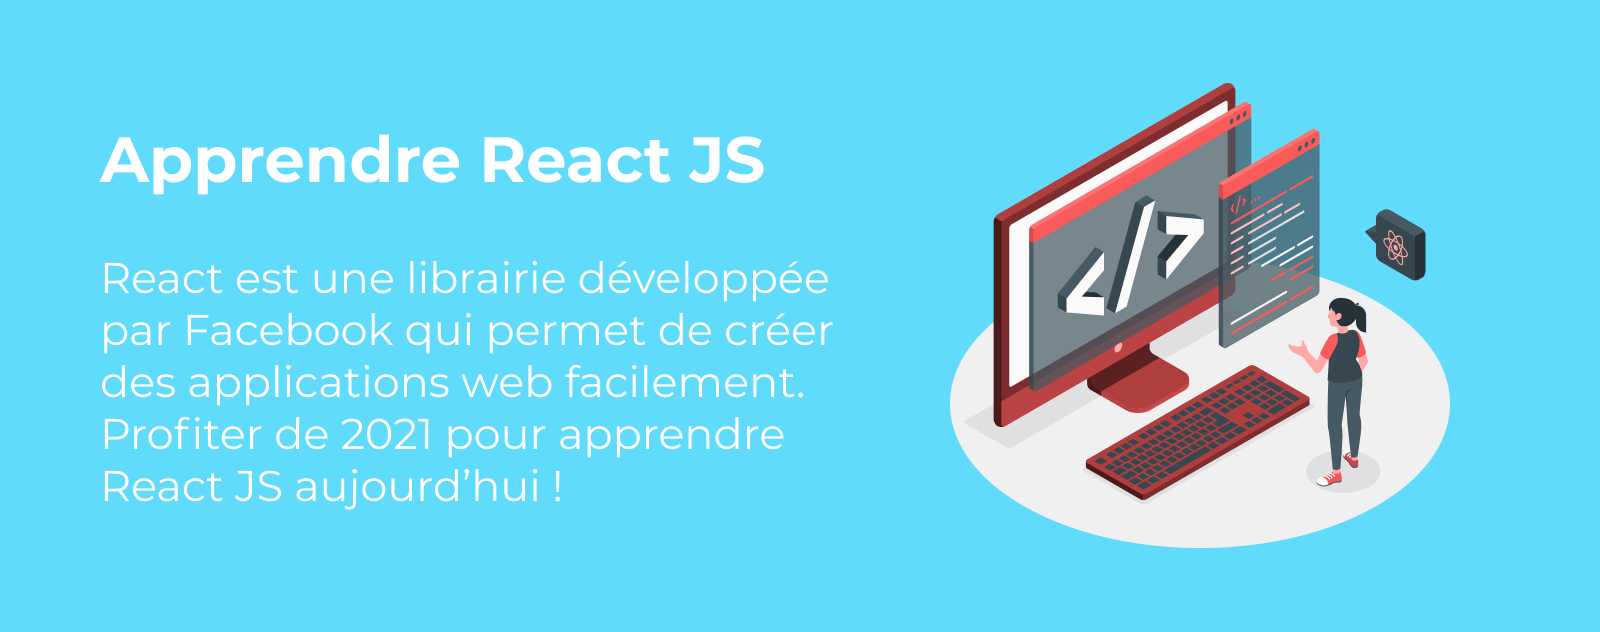 Apprendre React JS
React est une librairie développée
par Facebook qui permet de créer
des applications web facilement.
Profiter de 2021 pour apprendre
React JS aujourd’hui !
</>